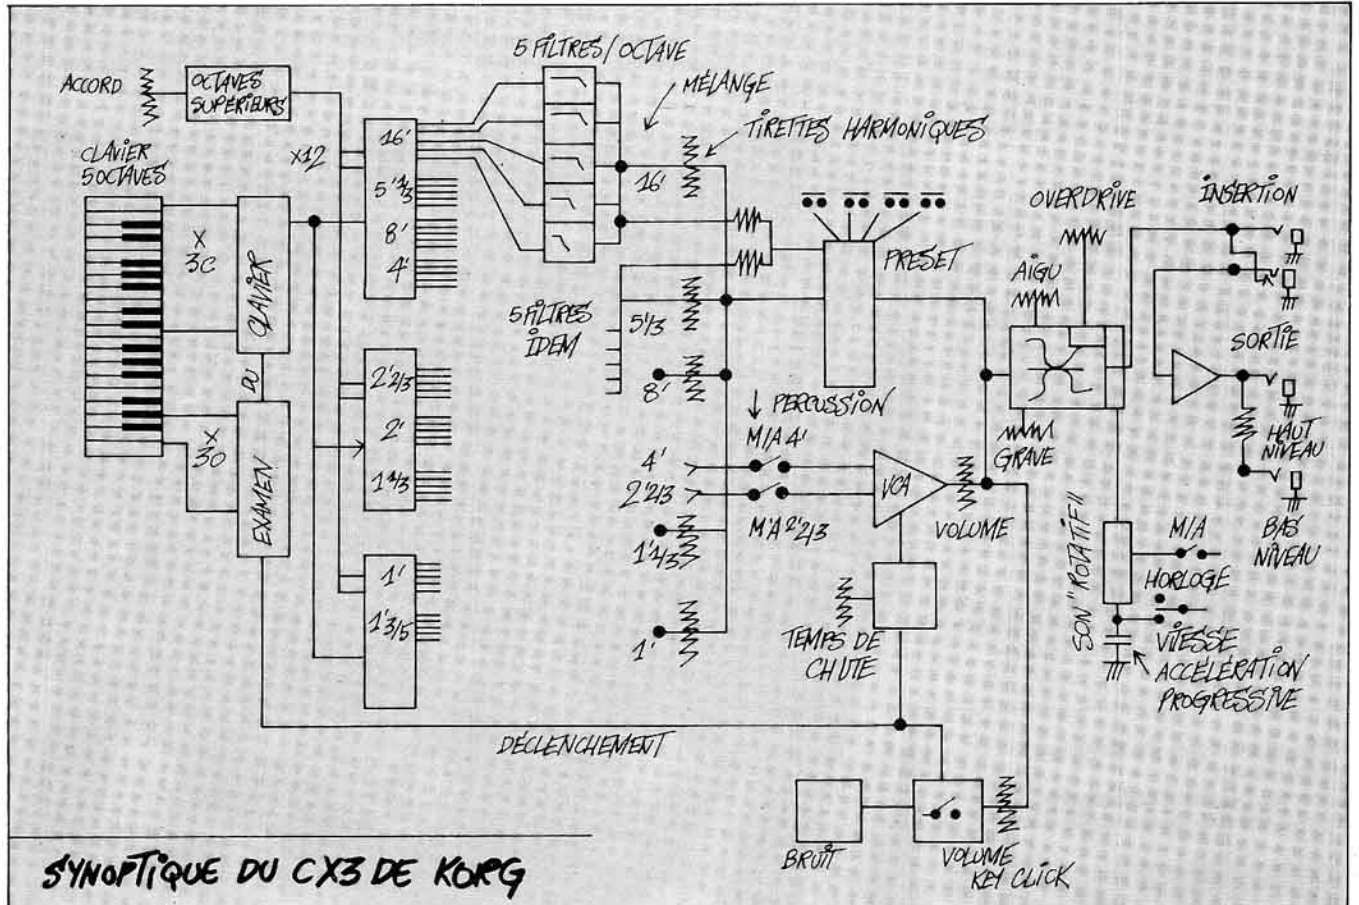 5 FILTRES / OCTAVE
ACCORD
OCTAVES
SUPÉRIEURS
MÉLANGE
TIRETTES HARMONIQUES
CLAVIER
5 OCTAVES
X12
16'
5'1/3
8'
4'
16'
X
30
CLAVIER
DU
EXAMEN
X
30
OVERDRIVE
INSERTION
AIGU
PRESET
5 FILTRES
IDEM
5'1/3
8'
SORTIE
2'2/3
2'
1'1/3
PERCUSSION
M/A 4'
4'
2'2/3
M/A 2'2/3
VCA
VOLUME
GRAVE
HAUT
NIVEAU
BAS
NIVEAU
1'1/3
1'
1'3/5
1'
TEMPS DE
CHUTE
SON "ROTATIF"
M/A
HORLOGE
VITESSE
ACCÉLÉRATION
PROGRESSIVE
DÉCLENCHEMENT
BRUIT
VOLUME
KEY CLICK
SYNOPTIQUE DU CX3 DE KORG